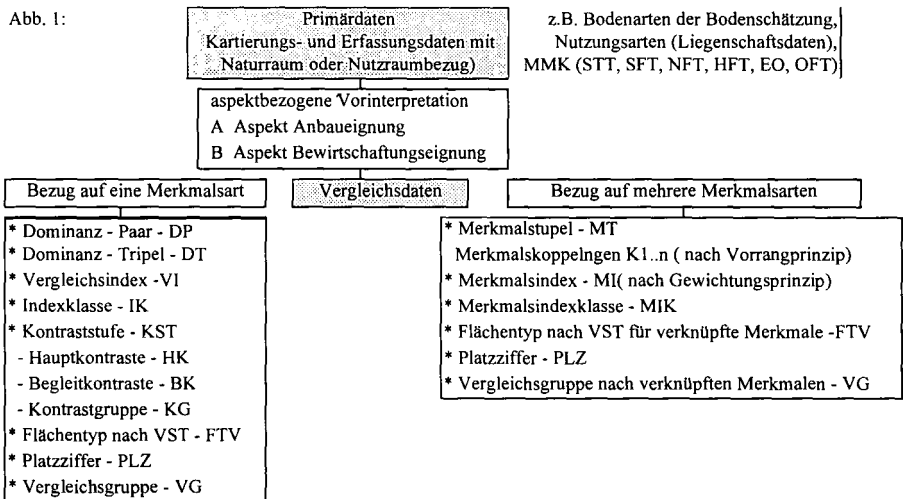 Abb. 1:
Primärdaten
Kartierungs- und Erfassungsdaten mit
Naturraum oder Nutzraumbezug)
z.B. Bodenarten der Bodenschätzung,
Nutzungsarten (Liegenschaftsdaten),
MMK (STT, SFT, NFT, HFT, EO, OFT)
aspektbezogene Vorinterpretation
A Aspekt Anbaueignung
B Aspekt Bewirtschaftungseignung
Bezug auf eine Merkmalsart
Vergleichsdaten
Bezug auf mehrere Merkmalsarten
* Dominanz - Paar - DP
* Dominanz - Tripel - DT
* Vergleichsindex -VI
* Indexklasse - IK
* Kontraststufe - KST
- Hauptkontraste - HK
- Begleitkontraste - BK
- Kontrastgruppe - KG
* Flächentyp nach VST - FTV
* Platzziffer - PLZ
* Vergleichsgruppe - VG
* Merkmalstupel - MT
Merkmalskoppelngen K1..n ( nach Vorrangprinzip)
* Merkmalsindex - MI( nach Gewichtungsprinzip)
* Merkmalsindexklasse - MIK
* Flächentyp nach VST für verknüpfte Merkmale -FTV
* Platzziffer - PLZ
* Vergleichsgruppe nach verknüpften Merkmalen - VG